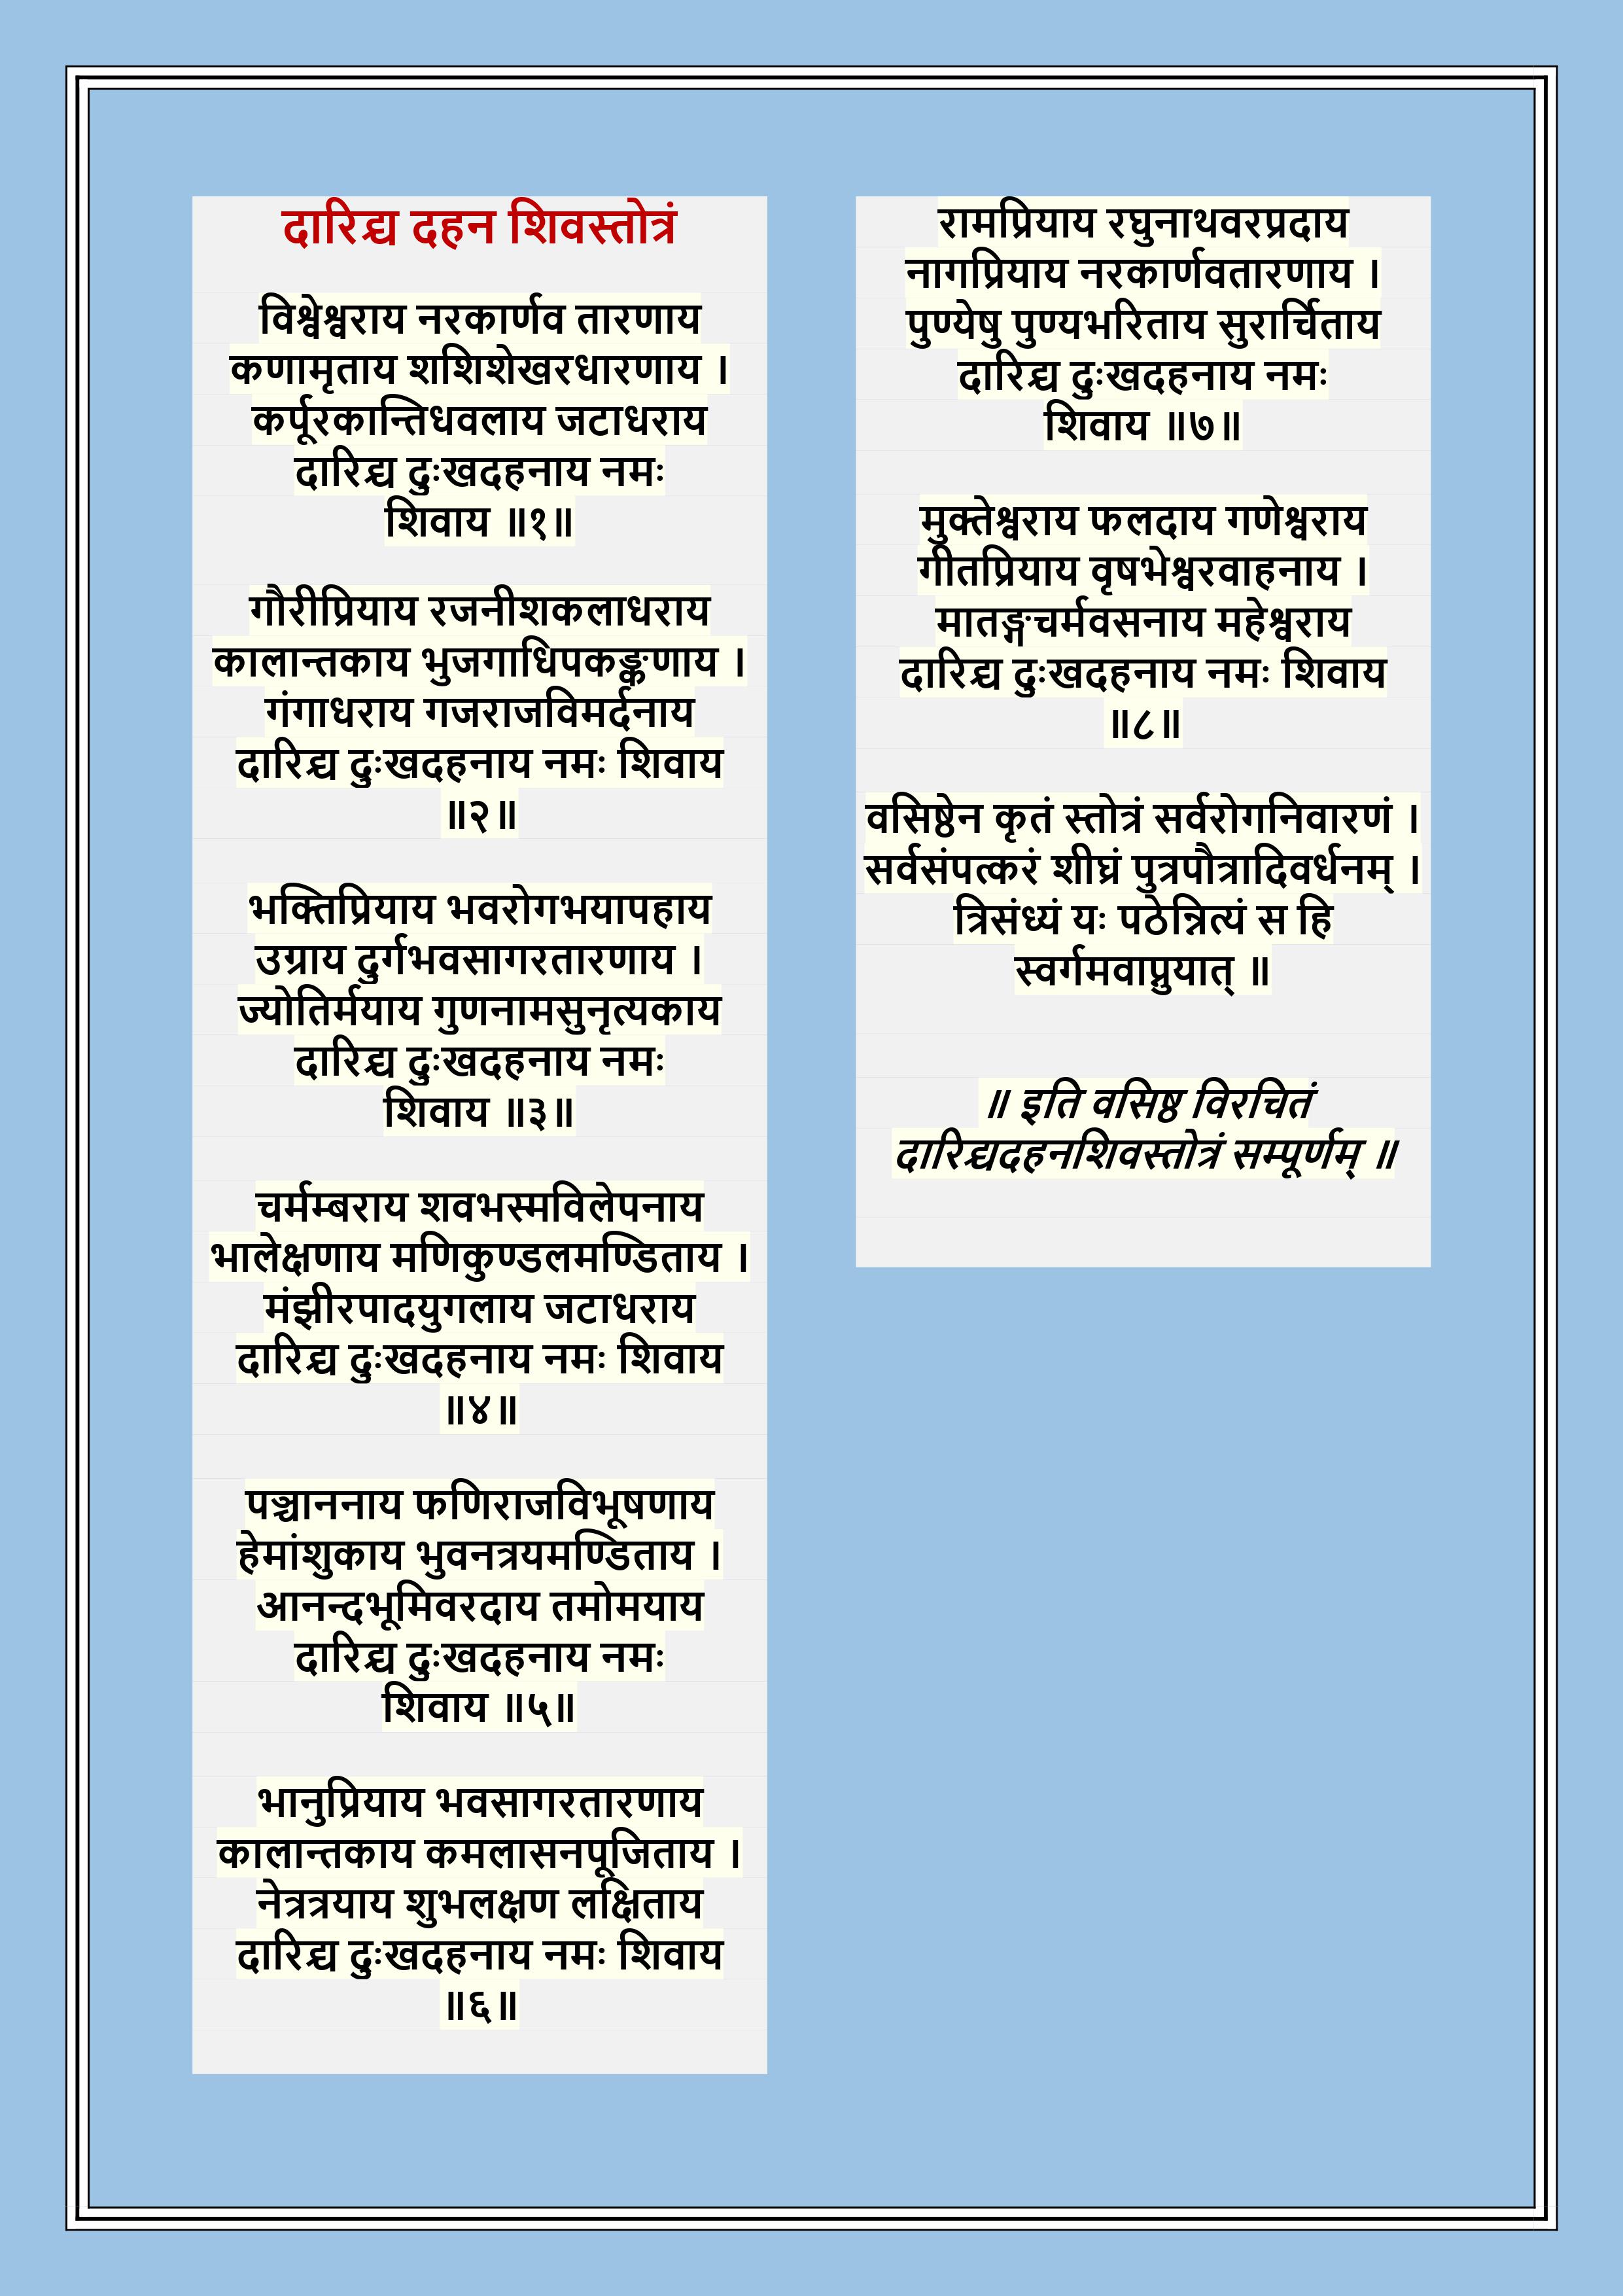 दारिद्र्य दहन शिवस्तोत्रं
विश्वेश्वराय नरकार्णव तारणाय
कणामृताय शशिशेखरधारणाय ।
कर्पूरकान्तिधवलाय जटाधराय
दारिद्र्य दुःखदहनाय नमः
शिवाय ॥१॥
गौरीप्रियाय रजनीशकलाधराय
कालान्तकाय भुजगाधिपकङ्कणाय ।
गंगाधराय गजराजविमर्दनाय
दारिद्र्य दुःखदहनाय नमः शिवाय
॥२॥
भक्तिप्रियाय भवरोगभयापहाय
उग्राय दुर्गभवसागरतारणाय ।
ज्योतिर्मयाय गुणनामसुनृत्यकाय
दारिद्र्य दुःखदहनाय नमः
शिवाय ॥३॥
चर्मम्बराय शवभस्मविलेपनाय
भालेक्षणाय मणिकुण्डलमण्डिताय ।
मंझीरपादयुगलाय जटाधराय
दारिद्र्य दुःखदहनाय नमः शिवाय
॥४॥
पञ्चाननाय फणिराजविभूषणाय
हेमांशुकाय भुवनत्रयमण्डिताय ।
आनन्दभूमिवरदाय तमोमयाय
दारिद्र्य दुःखदहनाय नमः
शिवाय ॥५॥
भानुप्रियाय भवसागरतारणाय
कालान्तकाय कमलासनपूजिताय ।
नेत्रत्रयाय शुभलक्षण लक्षिताय
दारिद्र्य दुःखदहनाय नमः शिवाय
॥६॥
रामप्रियाय रघुनाथवरप्रदाय
नागप्रियाय नरकार्णवतारणाय ।
पुण्येषु पुण्यभरिताय सुरार्चिताय
दारिद्र्य दुःखदहनाय नमः
शिवाय ॥७॥
मुक्तेश्वराय फलदाय गणेश्वराय
गीतप्रियाय वृषभेश्वरवाहनाय ।
मातङ्गचर्मवसनाय महेश्वराय
दारिद्र्य दुःखदहनाय नमः शिवाय
॥८॥
वसिष्ठेन कृतं स्तोत्रं सर्वरोगनिवारणं ।
सर्वसंपत्करं शीघ्रं पुत्रपौत्रादिवर्धनम् ।
त्रिसंध्यं यः पठेन्नित्यं स हि
स्वर्गमवाप्नुयात् ॥
॥ इति वसिष्ठ विरचितं
दारिद्र्यदहनशिवस्तोत्रं सम्पूर्णम् ॥